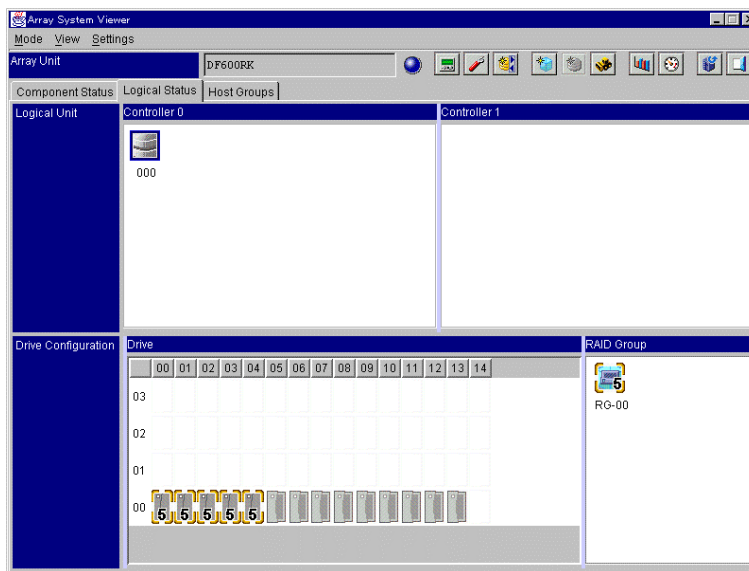 Array System Viewer
Mode View Settings
Array Unit
DF600RK
Component Status Logical Status Host Groups
Logical Unit
Controller 0
Controller 1
000
Drive Configuration
Drive
RAID Group
00 01 02 03 04 05 06 07 08 09 10 11 12 13 14
03
02
01
00 5 5 5 5 5
5
RG-00